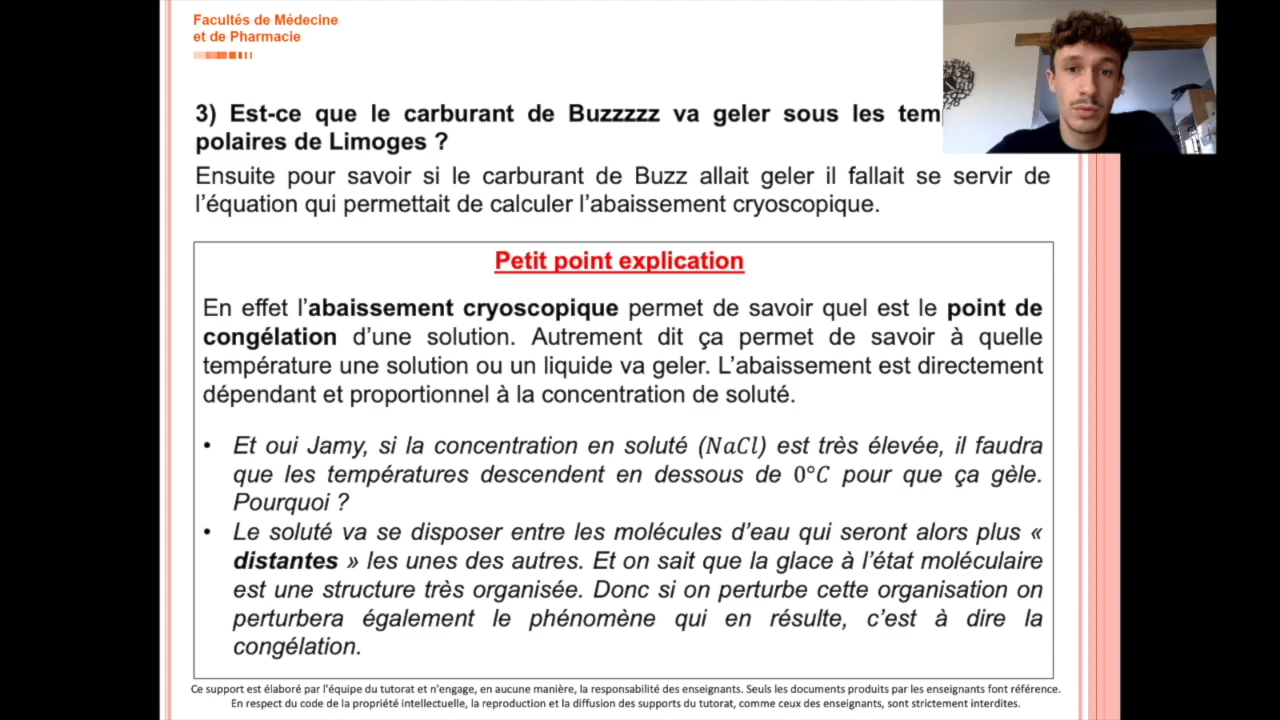 Facultés de Médecine
et de Pharmacie
3) Est-ce que le carburant de Buzzzzz va geler sous les
polaires de Limoges ?
Ensuite pour savoir si le carburant de Buzz allait geler il fallait se servir de
l’équation qui permettait de calculer l’abaissement cryoscopique.
Petit point explication
En effet l’abaissement cryoscopique permet de savoir quel est le point de
congélation d’une solution. Autrement dit ça permet de savoir à quelle
température une solution ou un liquide va geler. L’abaissement est directement
dépendant et proportionnel à la concentration de soluté.
• Et oui Jamy, si la concentration en soluté (NaCl) est très élevée, il faudra
que les températures descendent en dessous de 0°C pour que ça gèle.
Pourquoi ?
• Le soluté va se disposer entre les molécules d’eau qui seront alors plus «
distantes » les unes des autres. Et on sait que la glace à l’état moléculaire
est une structure très organisée. Donc si on perturbe cette organisation on
perturbera également le phénomène qui en résulte, c’est à dire la
congélation.
Ce support est élaboré par l'équipe du tutorat et n'engage, en aucune manière, la responsabilité des enseignants. Seuls les documents produits par les enseignants font référence.
En respect du code de la propriété intellectuelle, la reproduction et la diffusion des supports du tutorat, comme ceux des enseignants, sont strictement interdites.